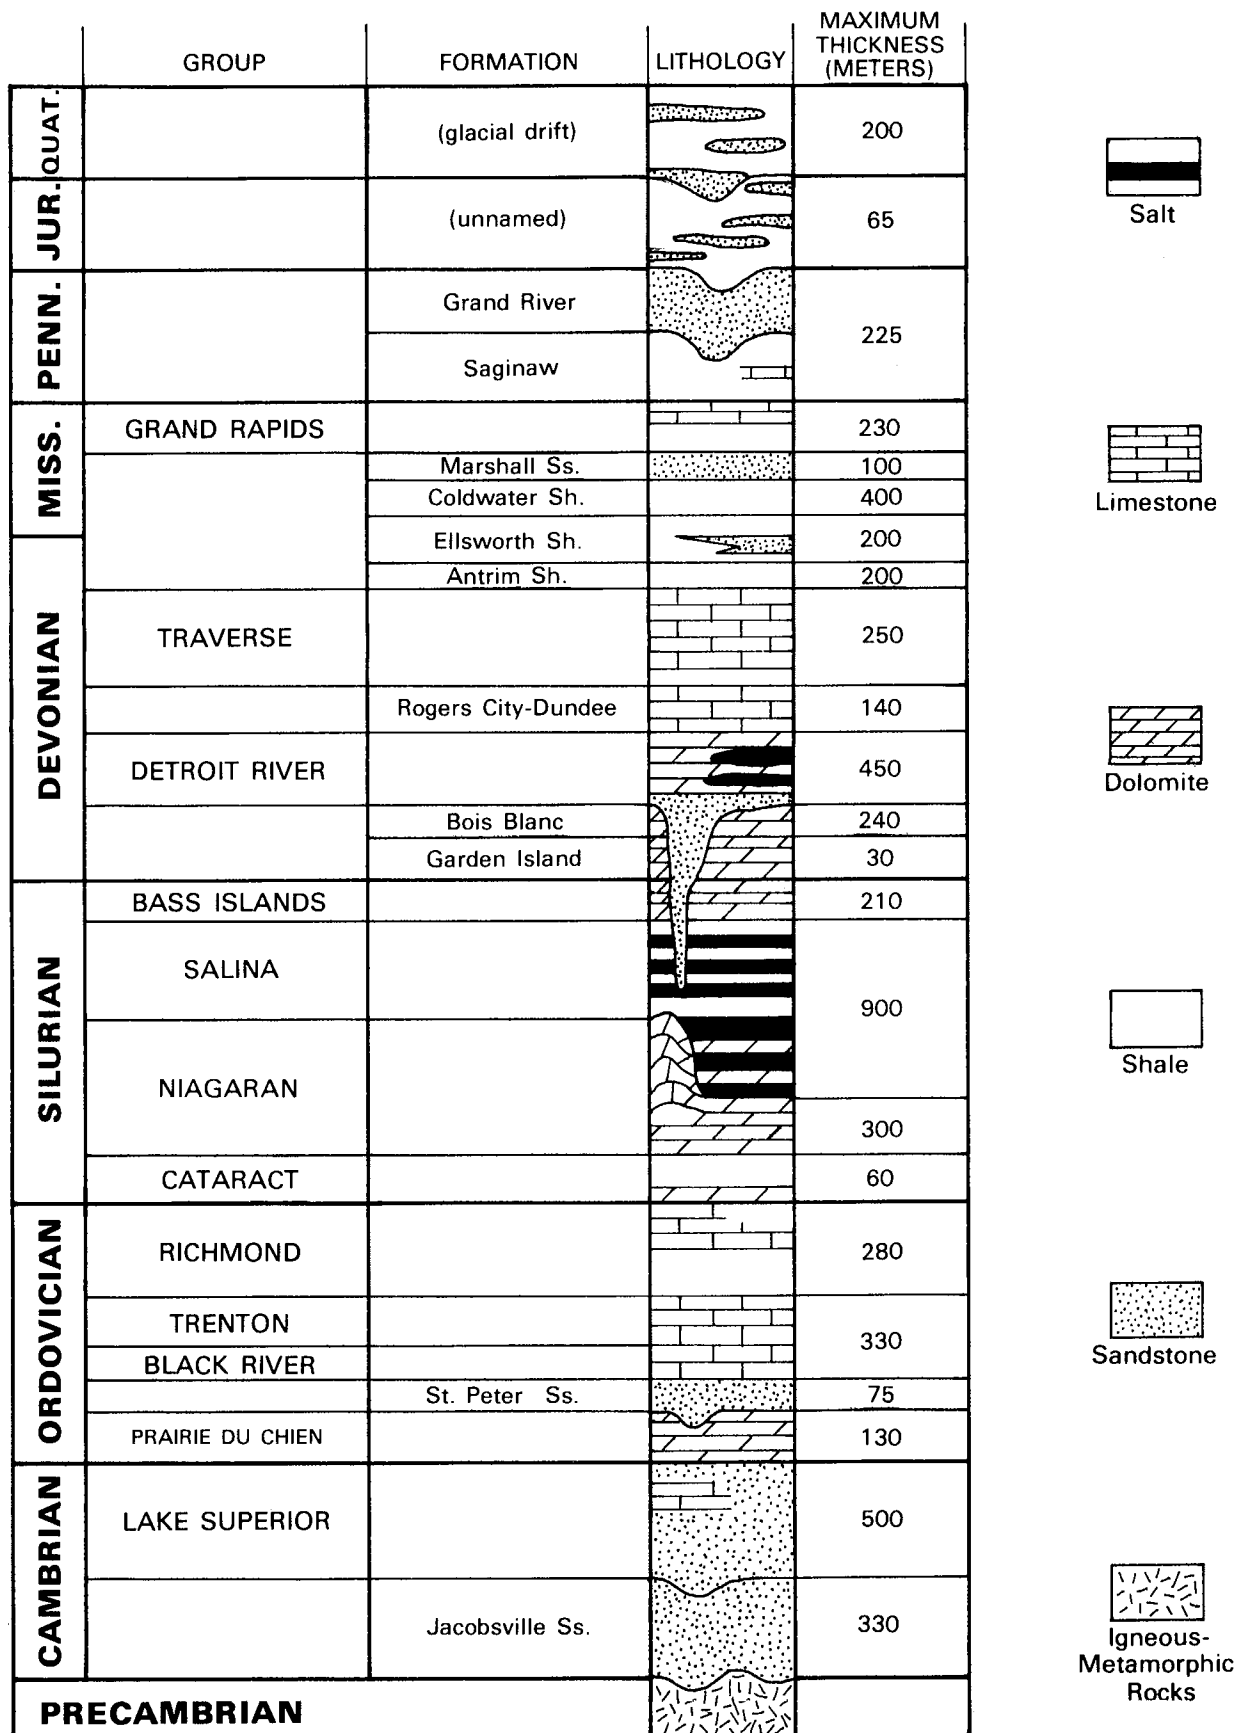 GROUP
FORMATION
LITHOLOGY
MAXIMUM
THICKNESS
(METERS)
QUAT.
(glacial drift)
200
JUR.
(unnamed)
65
PENN.
Grand River
225
Saginaw
MISS.
GRAND RAPIDS
230
Marshall Ss.
100
Coldwater Sh.
400
Ellsworth Sh.
200
DEVONIAN
Antrim Sh.
200
TRAVERSE
250
Rogers City-Dundee
140
DETROIT RIVER
450
Bois Blanc
240
Garden Island
30
SILURIAN
BASS ISLANDS
210
SALINA
900
NIAGARAN
300
CATARACT
60
ORDOVICIAN
RICHMOND
280
TRENTON
330
BLACK RIVER
St. Peter Ss.
75
PRAIRIE DU CHIEN
130
CAMBRIAN
LAKE SUPERIOR
500
Jacobsville Ss.
330
PRECAMBRIAN
Salt
Limestone
Dolomite
Shale
Sandstone
Igneous-
Metamorphic
Rocks